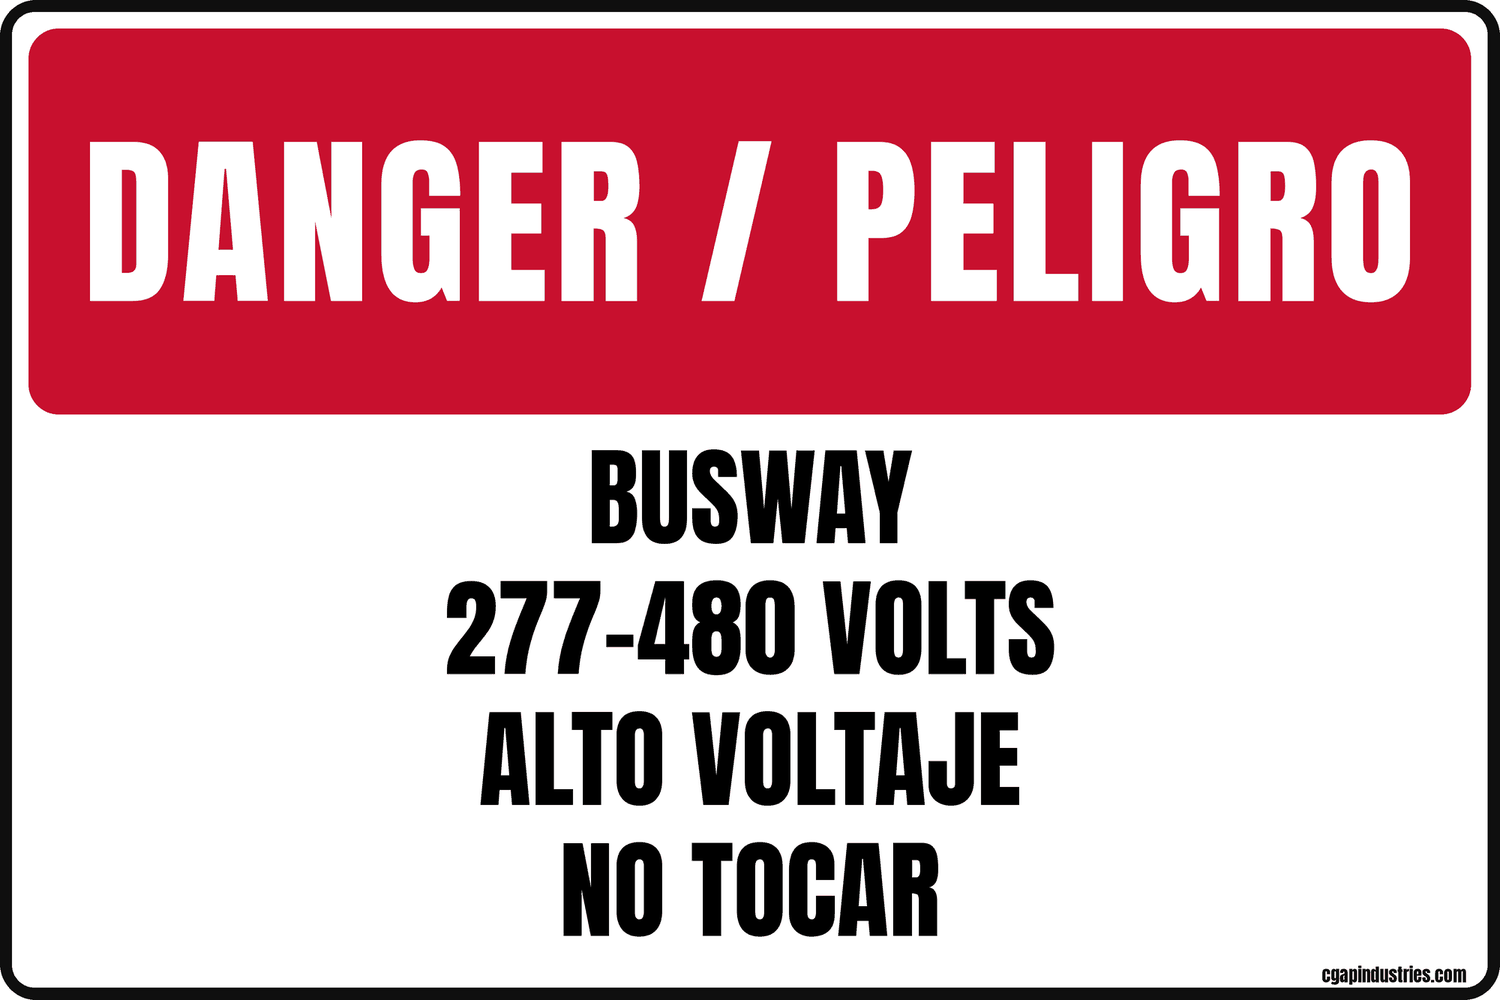 DANGER / PELIGRO
BUSWAY
277-480 VOLTS
ALTO VOLTAJE
NO TOCAR
cgapindustries.com